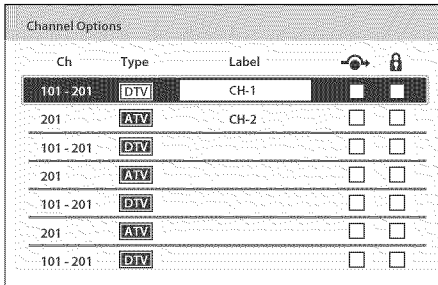 Channel Options
Ch Type Label
101 - 201 DTV CH-1
201 ATV CH-2
101 - 201 DTV
201 ATV
101 - 201 DTV
201 ATV
101 - 201 DTV